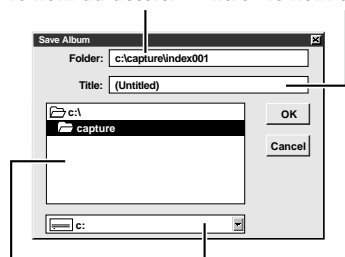 Save Album
Folder: c:\capture\index001
Title: (Untitled)
c:\
capture
OK
Cancel
c: